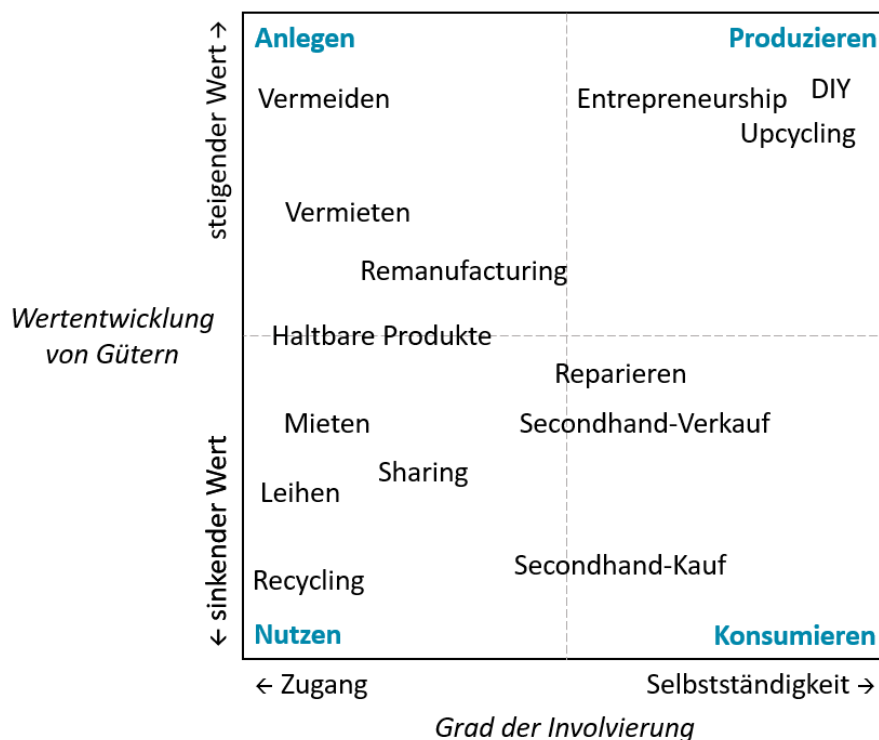 Anlegen
Produzieren
Vermeiden
Entrepreneurship
DIY
Upcycling
Vermieten
Remanufacturing
Haltbare Produkte
Reparieren
Mieten
Secondhand-Verkauf
Sharing
Leihen
Secondhand-Kauf
Recycling
Nutzen
Konsumieren
steigender Wert →
Wertentwicklung
von Gütern
← sinkender Wert
← Zugang
Selbstständigkeit →
Grad der Involvierung